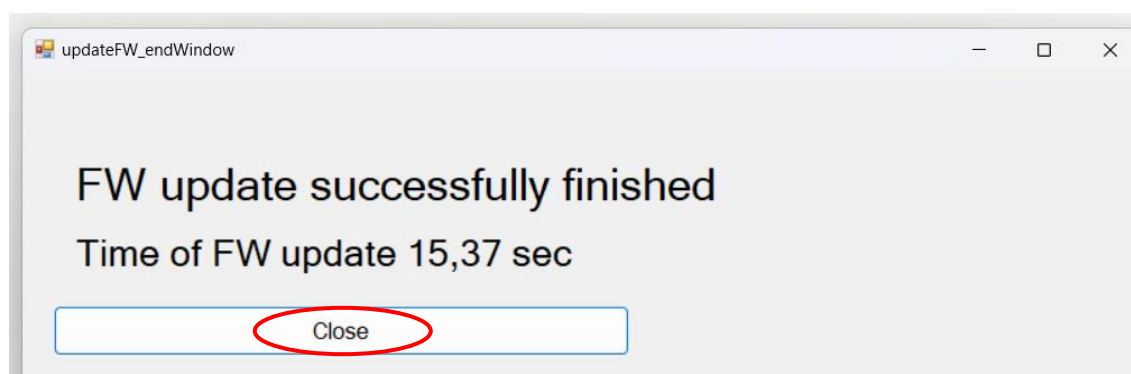 updateFW_endWindow
FW update successfully finished
Time of FW update 15,37 sec
Close